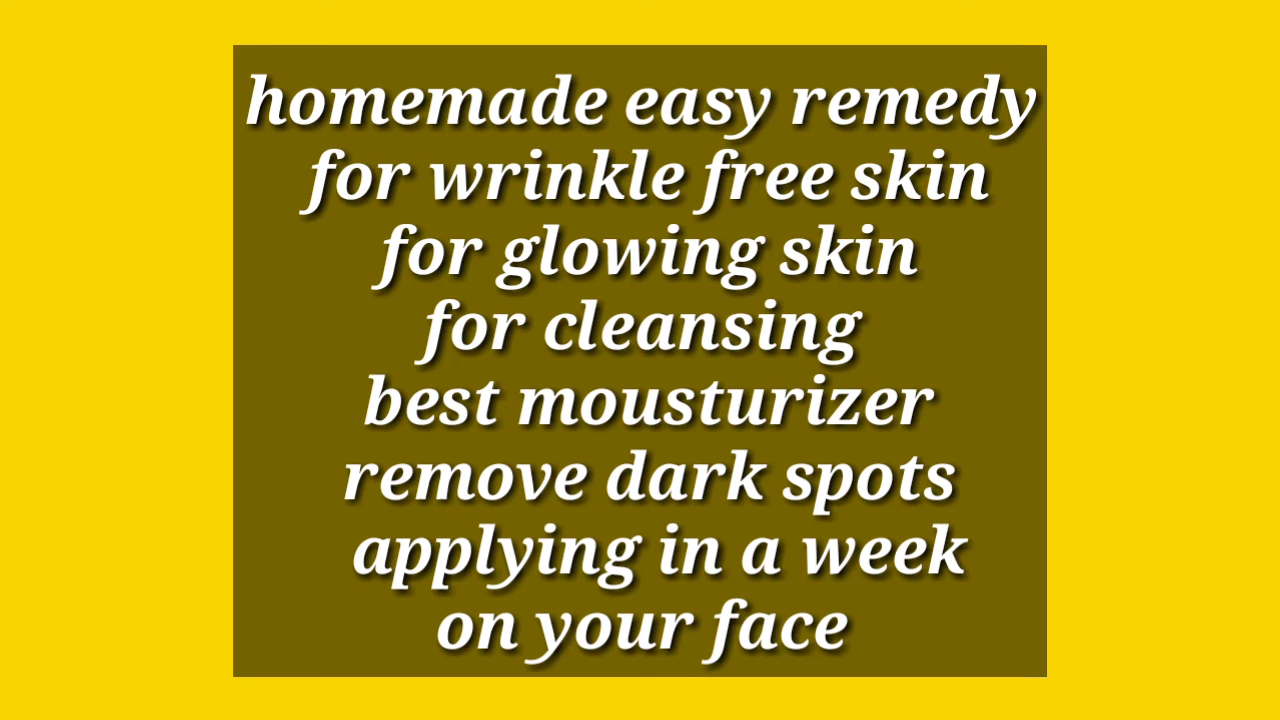 homemade easy remedy
for wrinkle free skin
for glowing skin
for cleansing
best mousturizer
remove dark spots
applying in a week
on your face